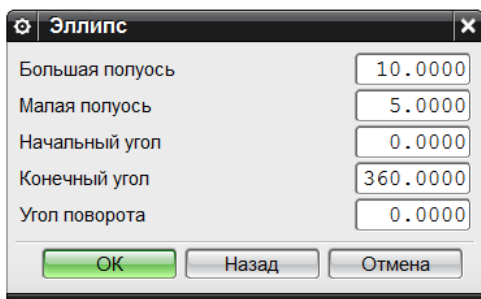 Эллипс
Большая полуось 10.0000
Малая полуось 5.0000
Начальный угол 0.0000
Конечный угол 360.0000
Угол поворота 0.0000
OK Назад Отмена